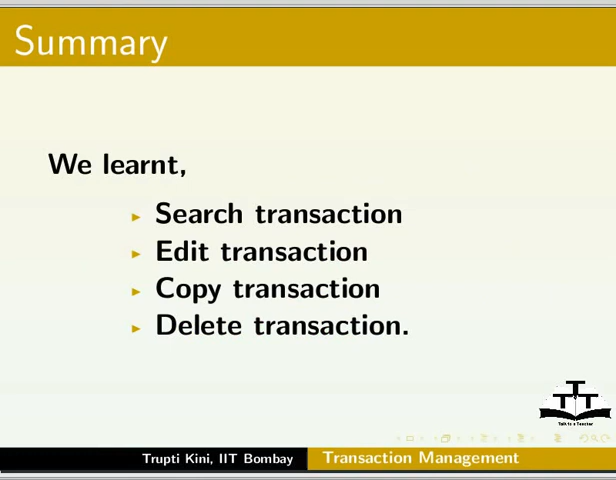 Summary
We learnt,
Search transaction
Edit transaction
Copy transaction
Delete transaction.
TTT
Talk to a Teacher
Trupti Kini, IIT Bombay
Transaction Management